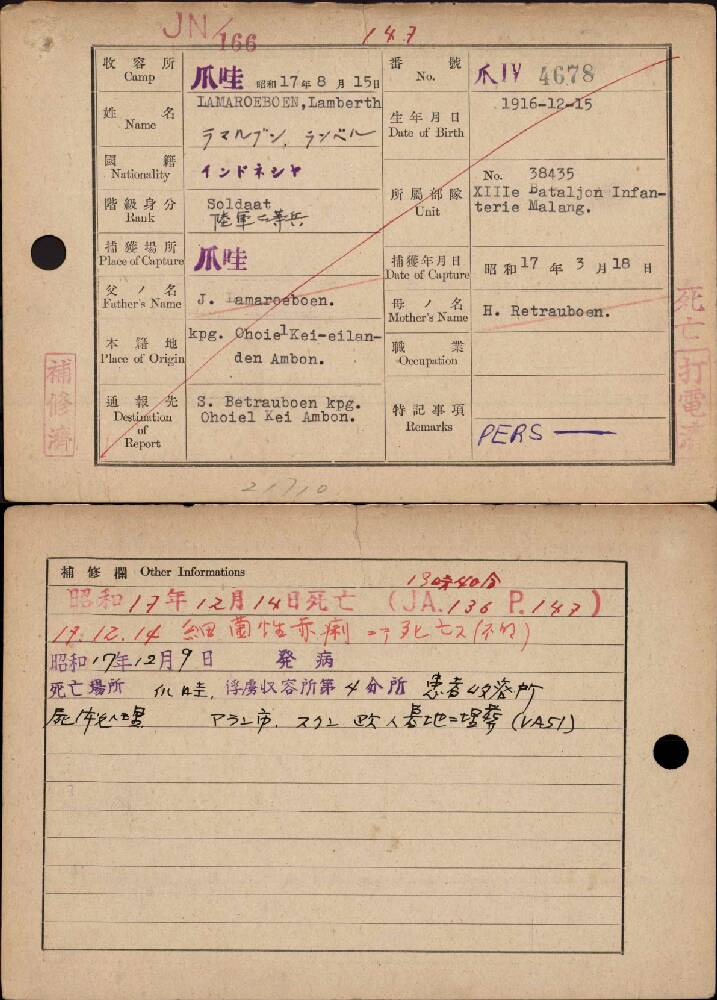 JN/166
147
收容所 Camp 爪哇 昭和17年8月15日
番號 No. 爪IV 4678
姓名 Name LAMAROEBOEN, Lamberth
ラマルブン, ランベル
生年月日 Date of Birth 1916-12-15
國籍 Nationality インドネシヤ
階級身分 Rank Soldaat
陸軍二等兵
所屬部隊 Unit No. 38435
XIIIe Bataljon Infan-
terie Malang.
捕獲場所 Place of Capture 爪哇
捕獲年月日 Date of Capture 昭和17年3月18日
父ノ名 Father's Name J. Lamaroeboen.
母ノ名 Mother's Name H. Retrauboen.
本籍地 Place of Origin kpg. Ohoiel Kei-eilan-
den Ambon.
職業 Occupation
通報先 Destination of Report S. Betrauboen kpg.
Ohoiel Kei Ambon.
特記事項 Remarks PERS —
補修濟
死亡
打電済
21710
補修欄 Other Informations
13時40分
昭和17年12月14日死亡 (JA.136 P.147)
17.12.14 細菌性赤痢ニテ死亡ス
昭和17年12月9日 発病
死亡場所 爪哇, 俘虜収容所第4分所 患者収容所
屍体処理 マラン市, スクン 欧人墓地ニ埋葬 (VA51)